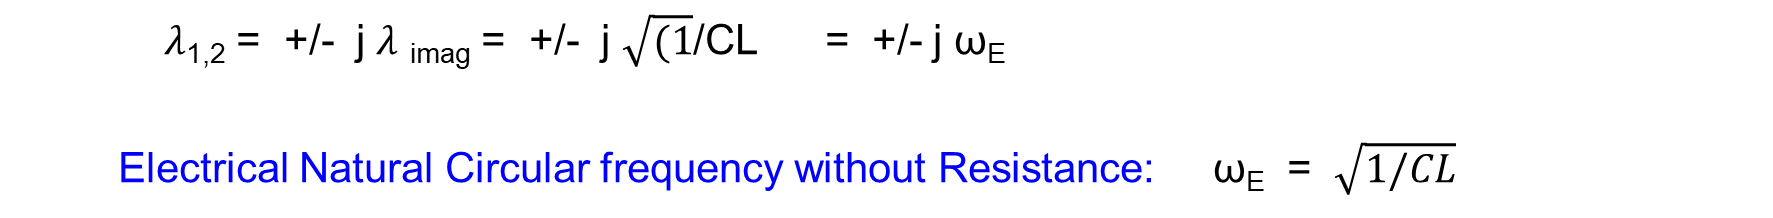 λ1,2 = +/- j λ imag = +/- j √(1/CL = +/- j ωE
Electrical Natural Circular frequency without Resistance: ωE = √1/CL